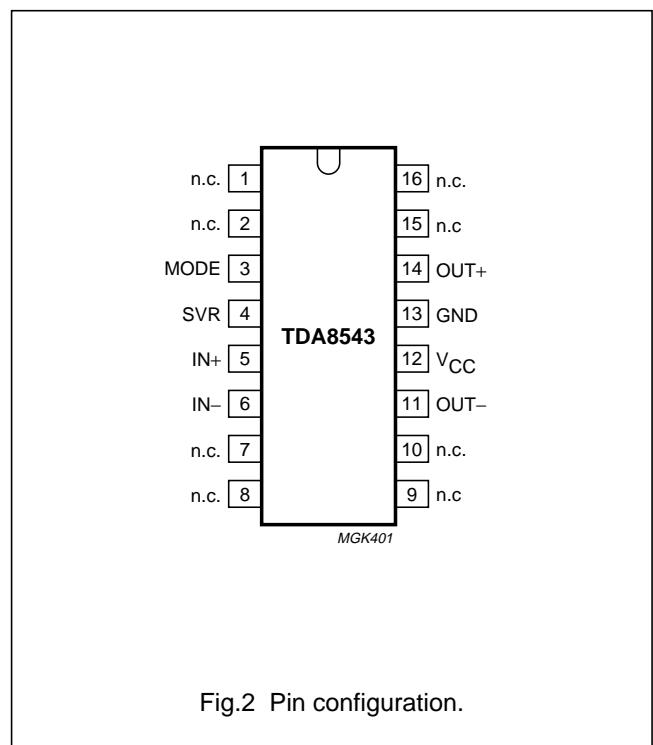 n.c. 1 16 n.c.
n.c. 2 15 n.c
MODE 3 14 OUT+
SVR 4 13 GND
TDA8543
IN+ 5 12 VCC
IN− 6 11 OUT−
n.c. 7 10 n.c.
n.c. 8 9 n.c
MGK401
Fig.2 Pin configuration.